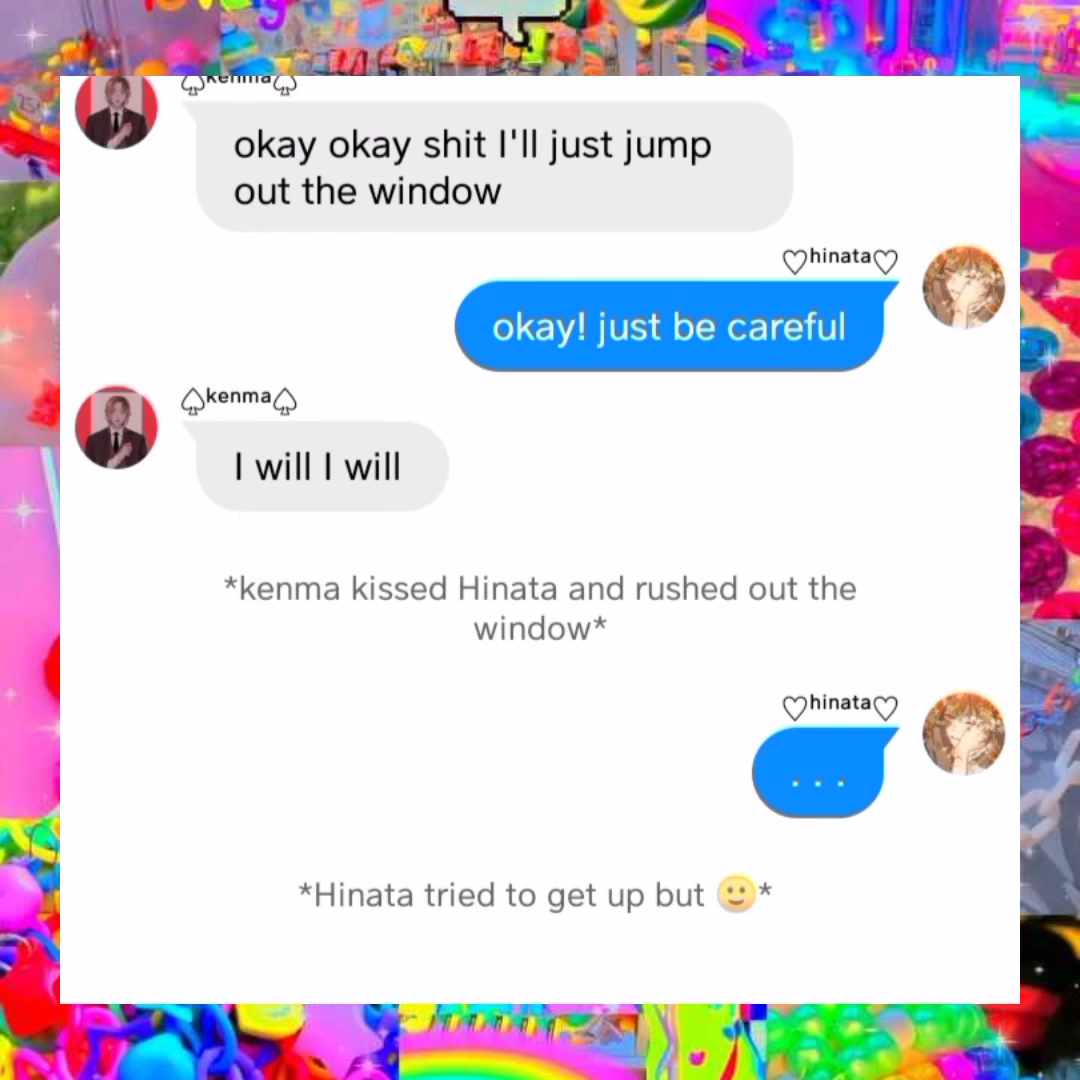 ♤kenma♤
okay okay shit I'll just jump
out the window
♡hinata♡
okay! just be careful
♤kenma♤
I will I will
*kenma kissed Hinata and rushed out the
window*
♡hinata♡
. . .
*Hinata tried to get up but 🙂*